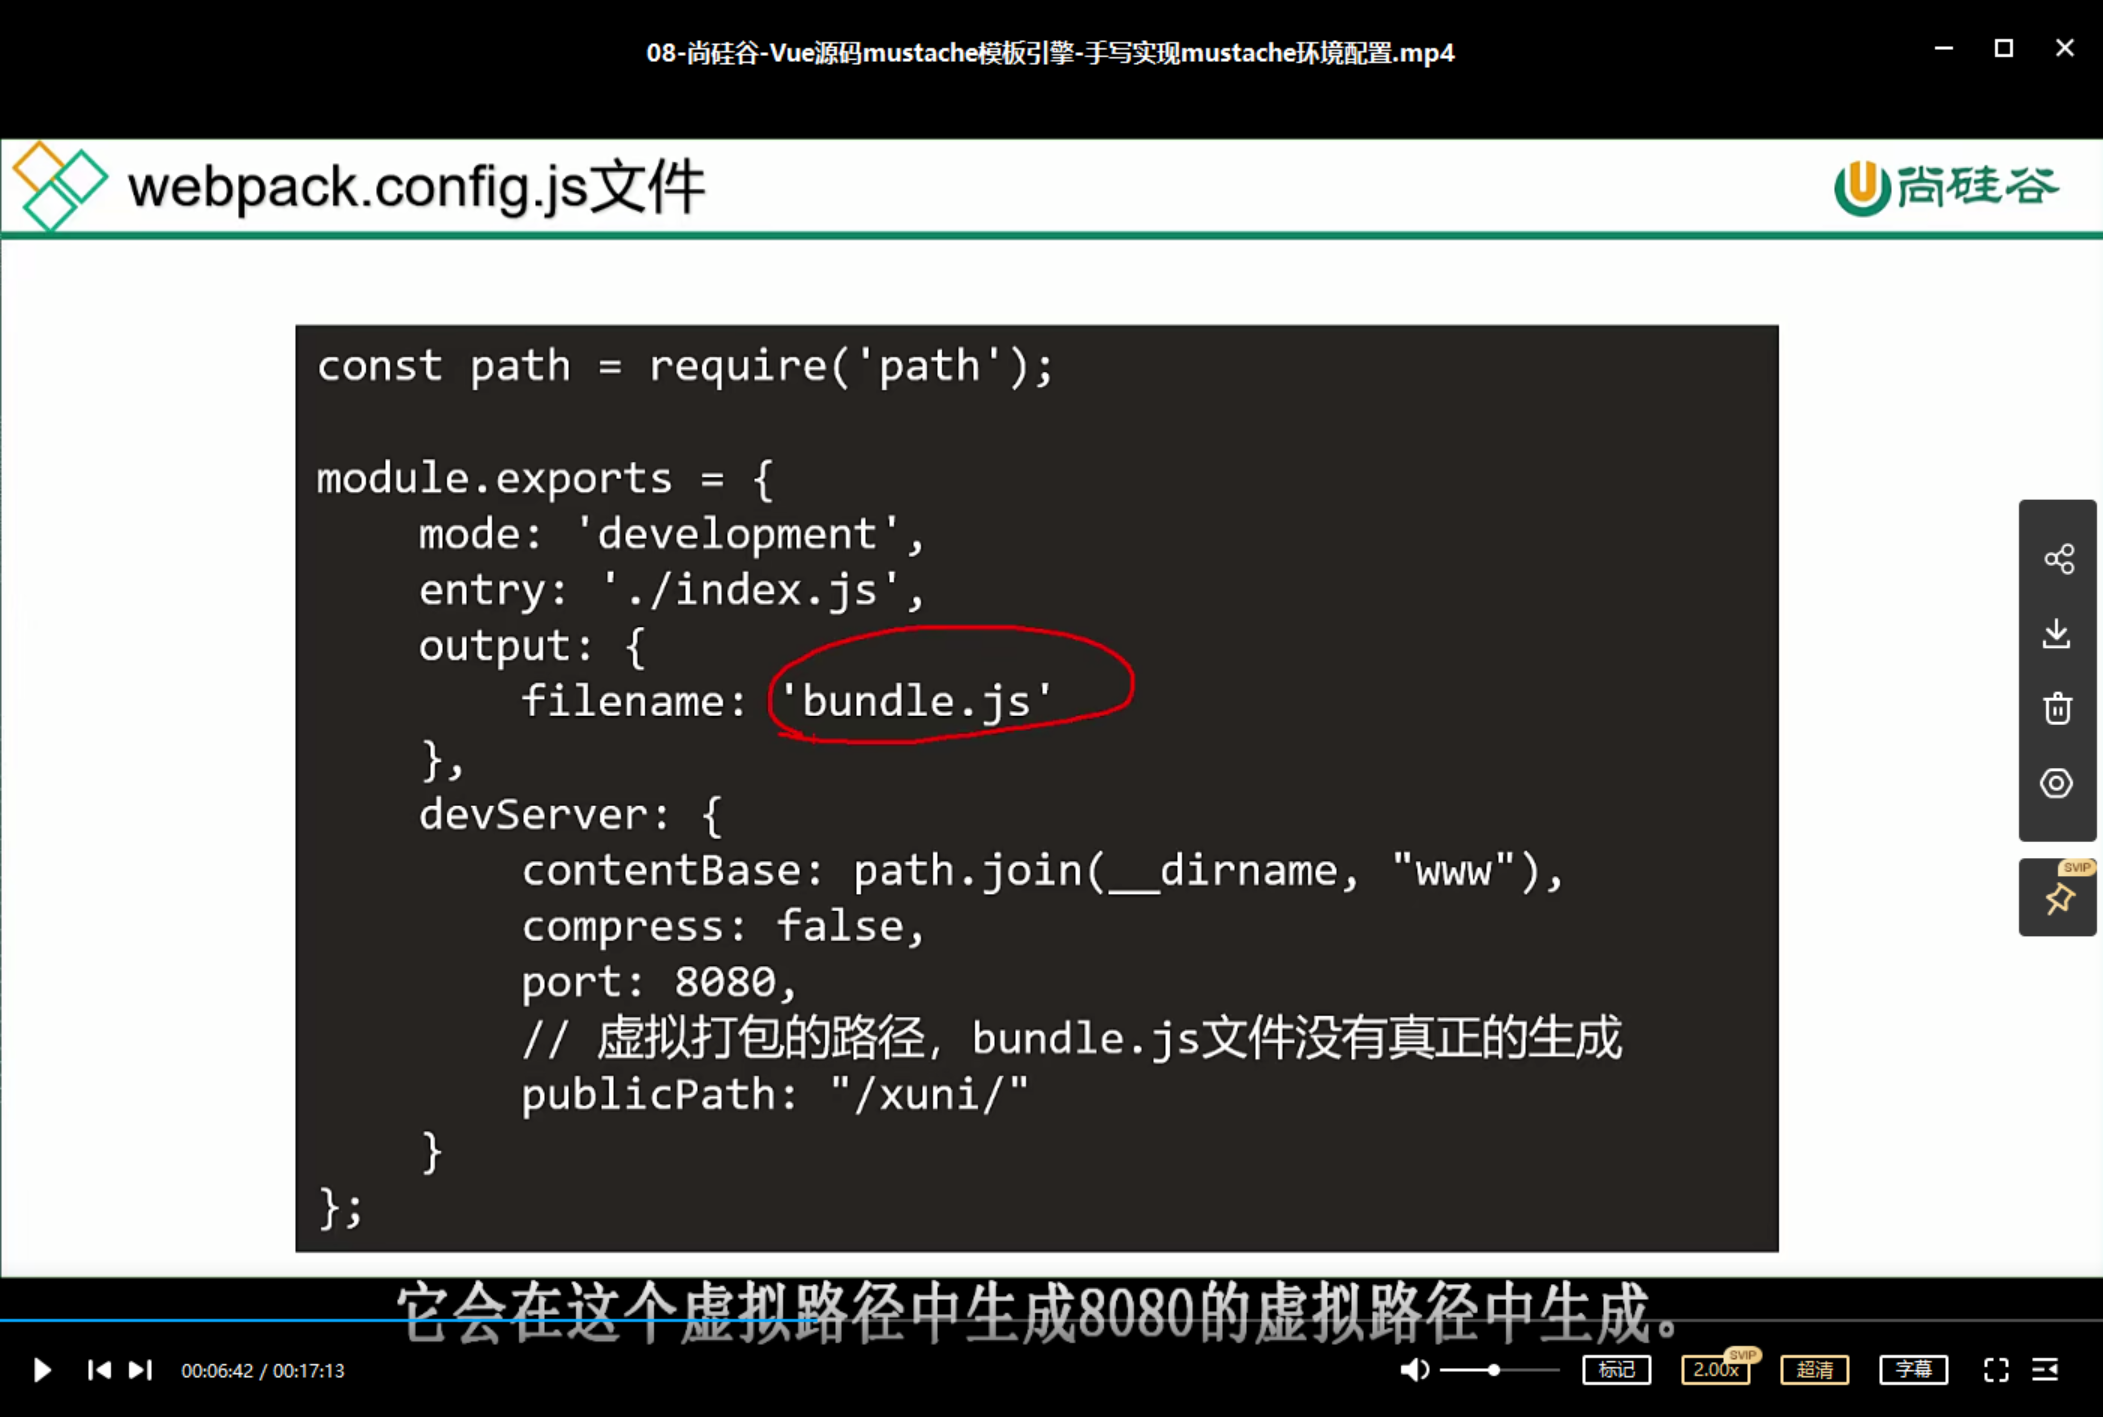 08-尚硅谷-Vue源码mustache模板引擎-手写实现mustache环境配置.mp4
webpack.config.js文件
尚硅谷
const path = require('path');
module.exports = {
mode: 'development',
entry: './index.js',
output: {
filename: 'bundle.js'
},
devServer: {
contentBase: path.join(__dirname, "www"),
compress: false,
port: 8080,
// 虚拟打包的路径，bundle.js文件没有真正的生成
publicPath: "/xuni/"
}
};
SVIP
它会在这个虚拟路径中生成8080的虚拟路径中生成。
00:06:42 / 00:17:13
标记
2.00x
SVIP
超清
字幕